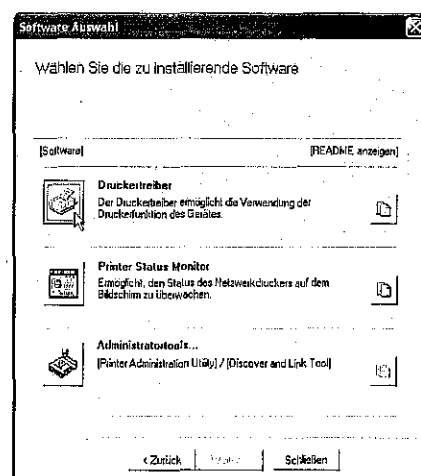 Software Auswahl
Wählen Sie die zu installierende Software
[Software] [README anzeigen]
Druckertreiber
Der Druckertreiber ermöglicht die Verwendung der
Druckerfunktion des Gerätes.
Printer Status Monitor
Ermöglicht, den Status des Netzwerkdruckers auf dem
Bildschirm zu überwachen.
Administratortools...
[Printer Administration Utility] / [Discover and Link Tool]
<Zurück Schließen